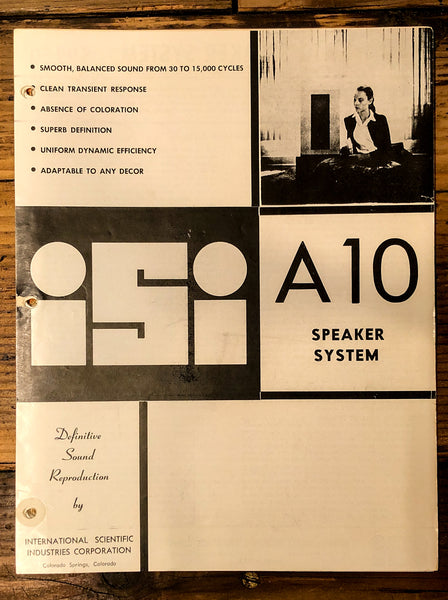 • SMOOTH, BALANCED SOUND FROM 30 TO 15,000 CYCLES
• CLEAN TRANSIENT RESPONSE
• ABSENCE OF COLORATION
• SUPERB DEFINITION
• UNIFORM DYNAMIC EFFICIENCY
• ADAPTABLE TO ANY DECOR
isi
A10
SPEAKER
SYSTEM
Definitive
Sound
Reproduction
by
INTERNATIONAL SCIENTIFIC
INDUSTRIES CORPORATION
Colorado Springs, Colorado